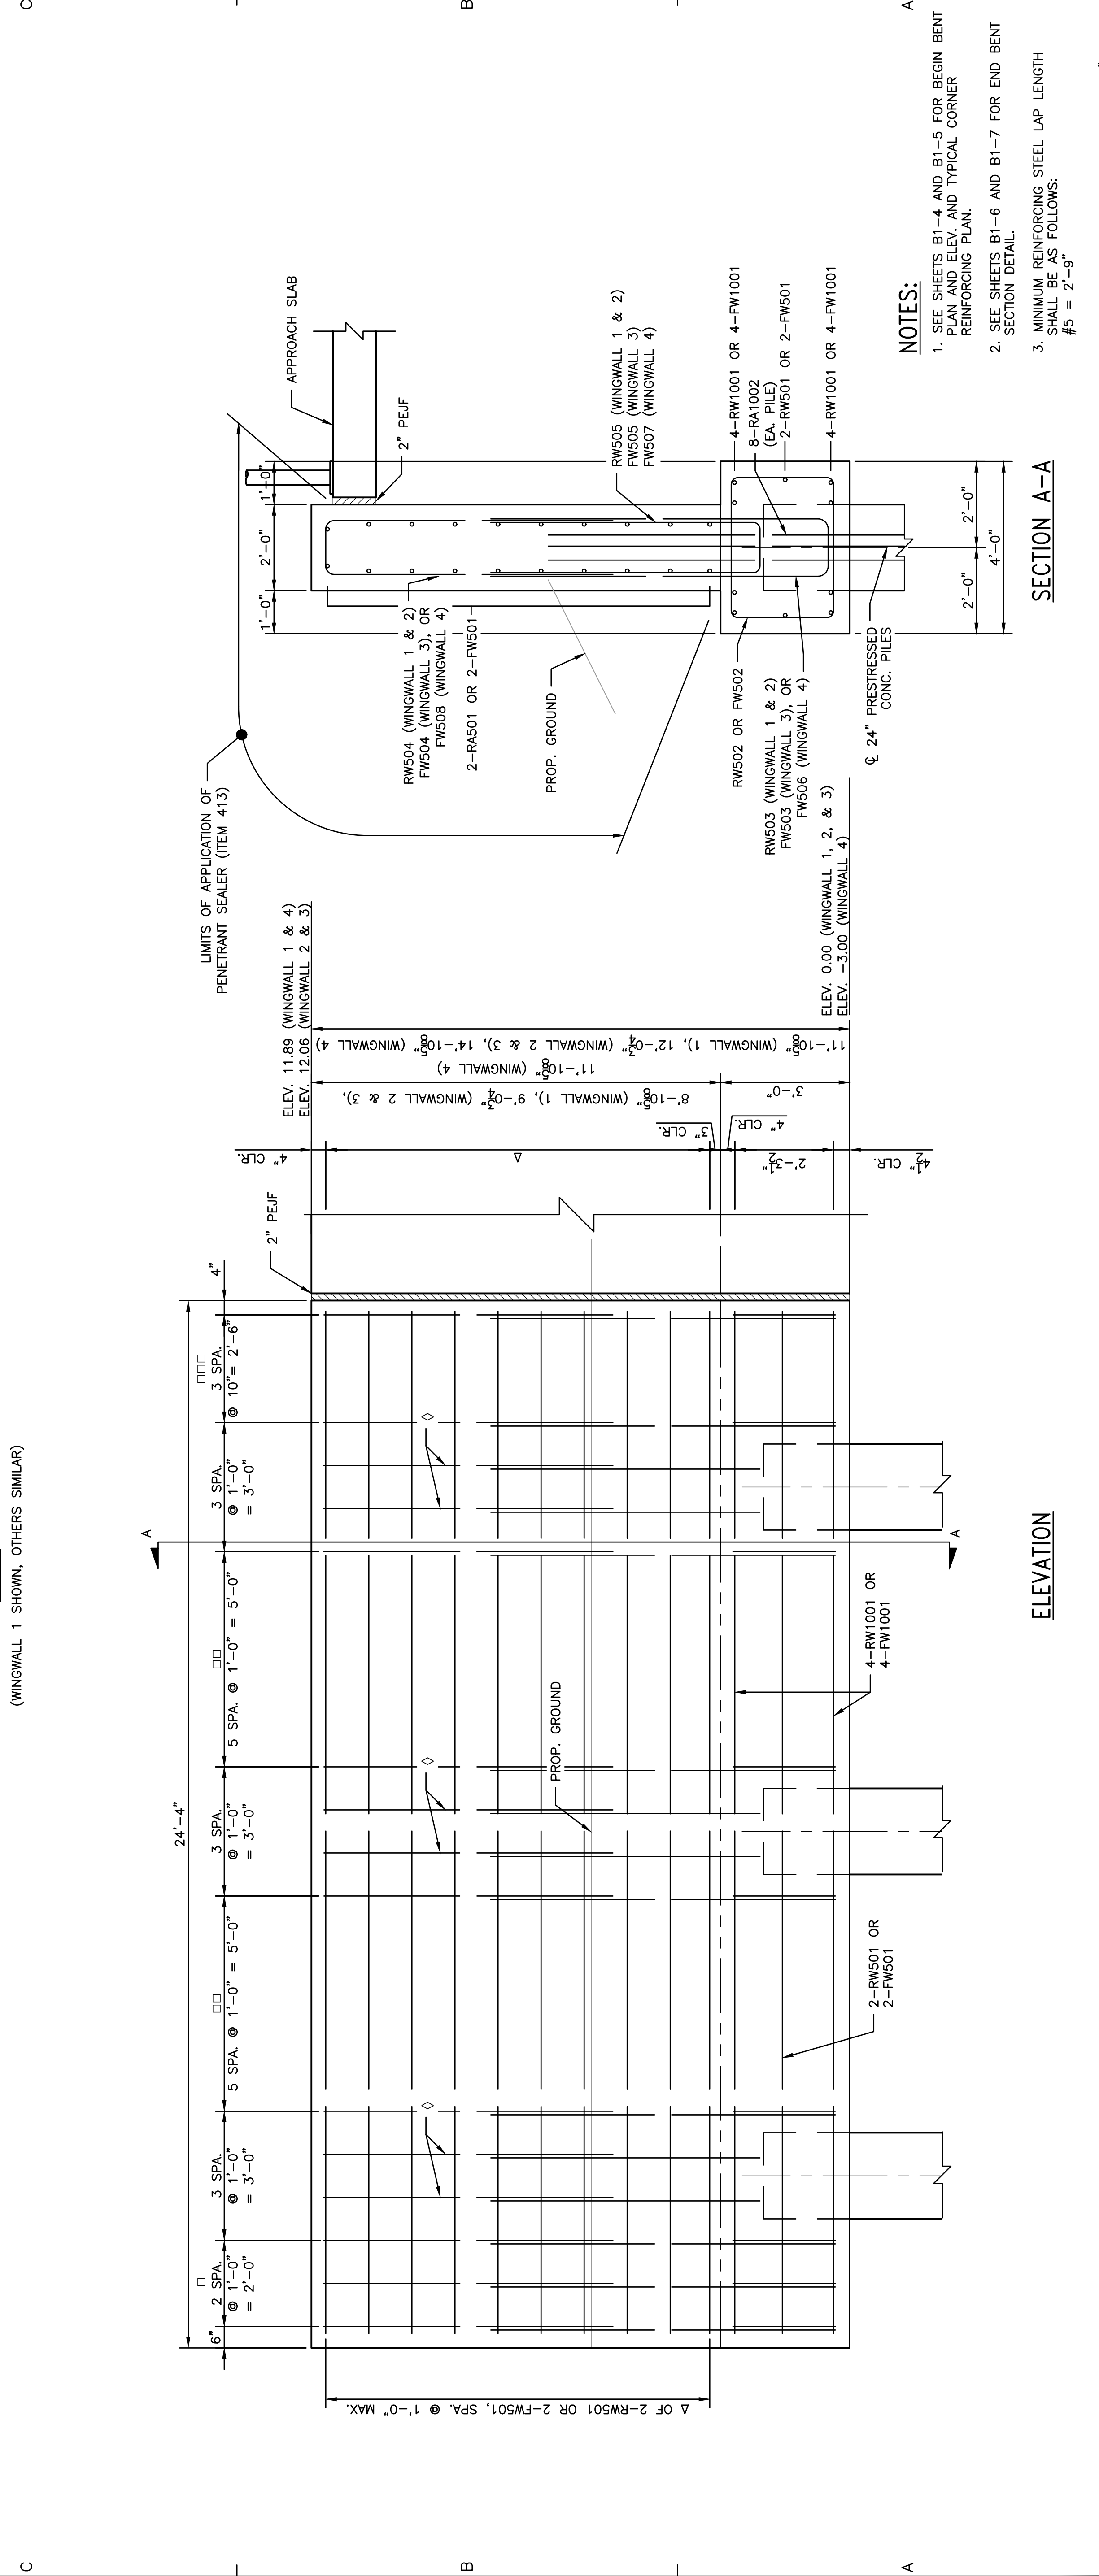 C
B
A
(WINGWALL 1 SHOWN, OTHERS SIMILAR)
24'-4"
6"
□
2 SPA.
@ 1'-0"
= 2'-0"
3 SPA.
@ 1'-0"
= 3'-0"
□□
5 SPA. @ 1'-0" = 5'-0"
3 SPA.
@ 1'-0"
= 3'-0"
□□
5 SPA. @ 1'-0" = 5'-0"
3 SPA.
@ 1'-0"
= 3'-0"
□□□
3 SPA.
@ 10"= 2'-6"
4"
2" PEJF
A
A
◇
◇
◇
Δ OF 2-RW501 OR 2-FW501, SPA. @ 1'-0" MAX.
PROP. GROUND
2-RW501 OR
2-FW501
4-RW1001 OR
4-FW1001
ELEVATION
4" CLR.
Δ
3" CLR.
4" CLR.
2'-3½"
4½" CLR.
8'-10⅝" (WINGWALL 1), 9'-0¾" (WINGWALL 2 & 3),
11'-10⅝" (WINGWALL 4)
3'-0"
11'-10⅝" (WINGWALL 1), 12'-0¾" (WINGWALL 2 & 3), 14'-10⅝" (WINGWALL 4)
ELEV. 11.89 (WINGWALL 1 & 4)
ELEV. 12.06 (WINGWALL 2 & 3)
ELEV. 0.00 (WINGWALL 1, 2, & 3)
ELEV. -3.00 (WINGWALL 4)
LIMITS OF APPLICATION OF
PENETRANT SEALER (ITEM 413)
1'-0"
2'-0"
1'-0"
APPROACH SLAB
2" PEJF
RW504 (WINGWALL 1 & 2)
FW504 (WINGWALL 3), OR
FW508 (WINGWALL 4)
2-RA501 OR 2-FW501
PROP. GROUND
RW505 (WINGWALL 1 & 2)
FW505 (WINGWALL 3)
FW507 (WINGWALL 4)
RW502 OR FW502
RW503 (WINGWALL 1 & 2)
FW503 (WINGWALL 3), OR
FW506 (WINGWALL 4)
4-RW1001 OR 4-FW1001
8-RA1002
(EA. PILE)
2-RW501 OR 2-FW501
4-RW1001 OR 4-FW1001
℄ 24" PRESTRESSED
CONC. PILES
2'-0"
2'-0"
4'-0"
SECTION A-A
NOTES:
1. SEE SHEETS B1-4 AND B1-5 FOR BEGIN BENT
PLAN AND ELEV. AND TYPICAL CORNER
REINFORCING PLAN.
2. SEE SHEETS B1-6 AND B1-7 FOR END BENT
SECTION DETAIL.
3. MINIMUM REINFORCING STEEL LAP LENGTH
SHALL BE AS FOLLOWS:
#5 = 2'-9"
C
B
A